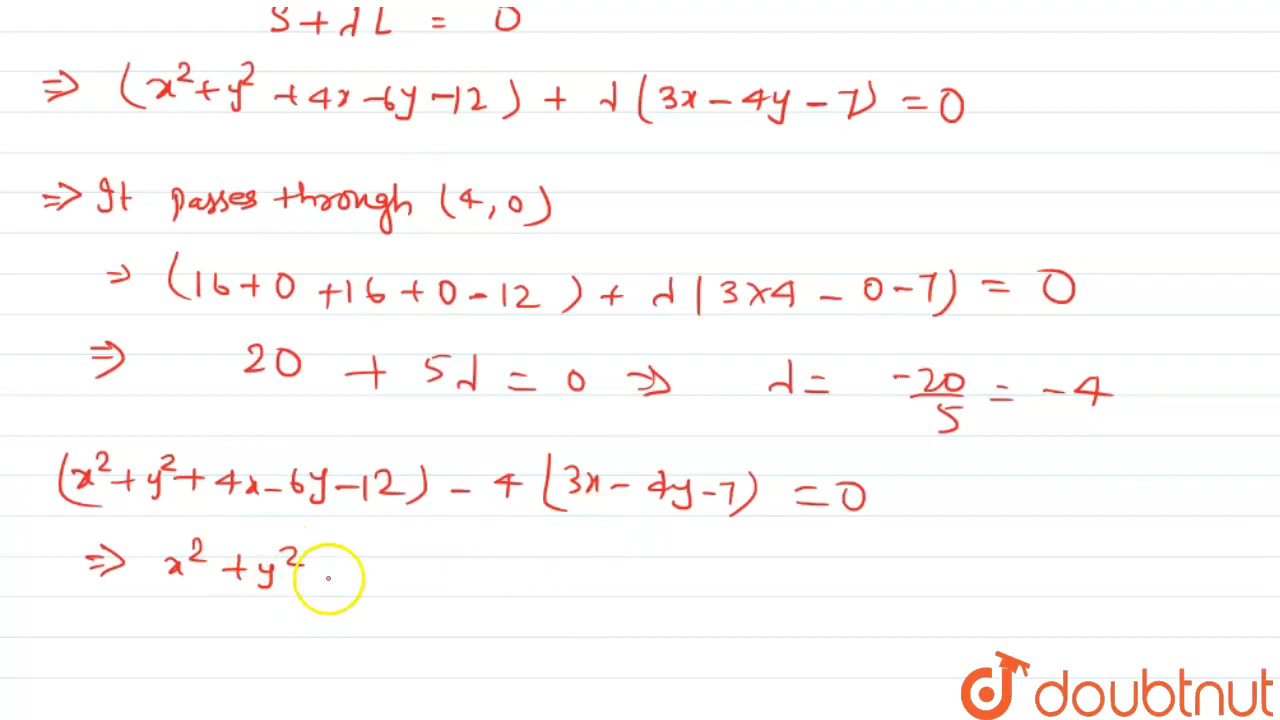 S + λL = 0
⇒ (x² + y² + 4x - 6y - 12) + λ(3x - 4y - 7) = 0
⇒ It passes through (4, 0)
⇒ (16 + 0 + 16 + 0 - 12) + λ(3×4 - 0 - 7) = 0
⇒ 20 + 5λ = 0 ⇒ λ = -20/5 = -4
(x² + y² + 4x - 6y - 12) - 4(3x - 4y - 7) = 0
⇒ x² + y²
doubtnut